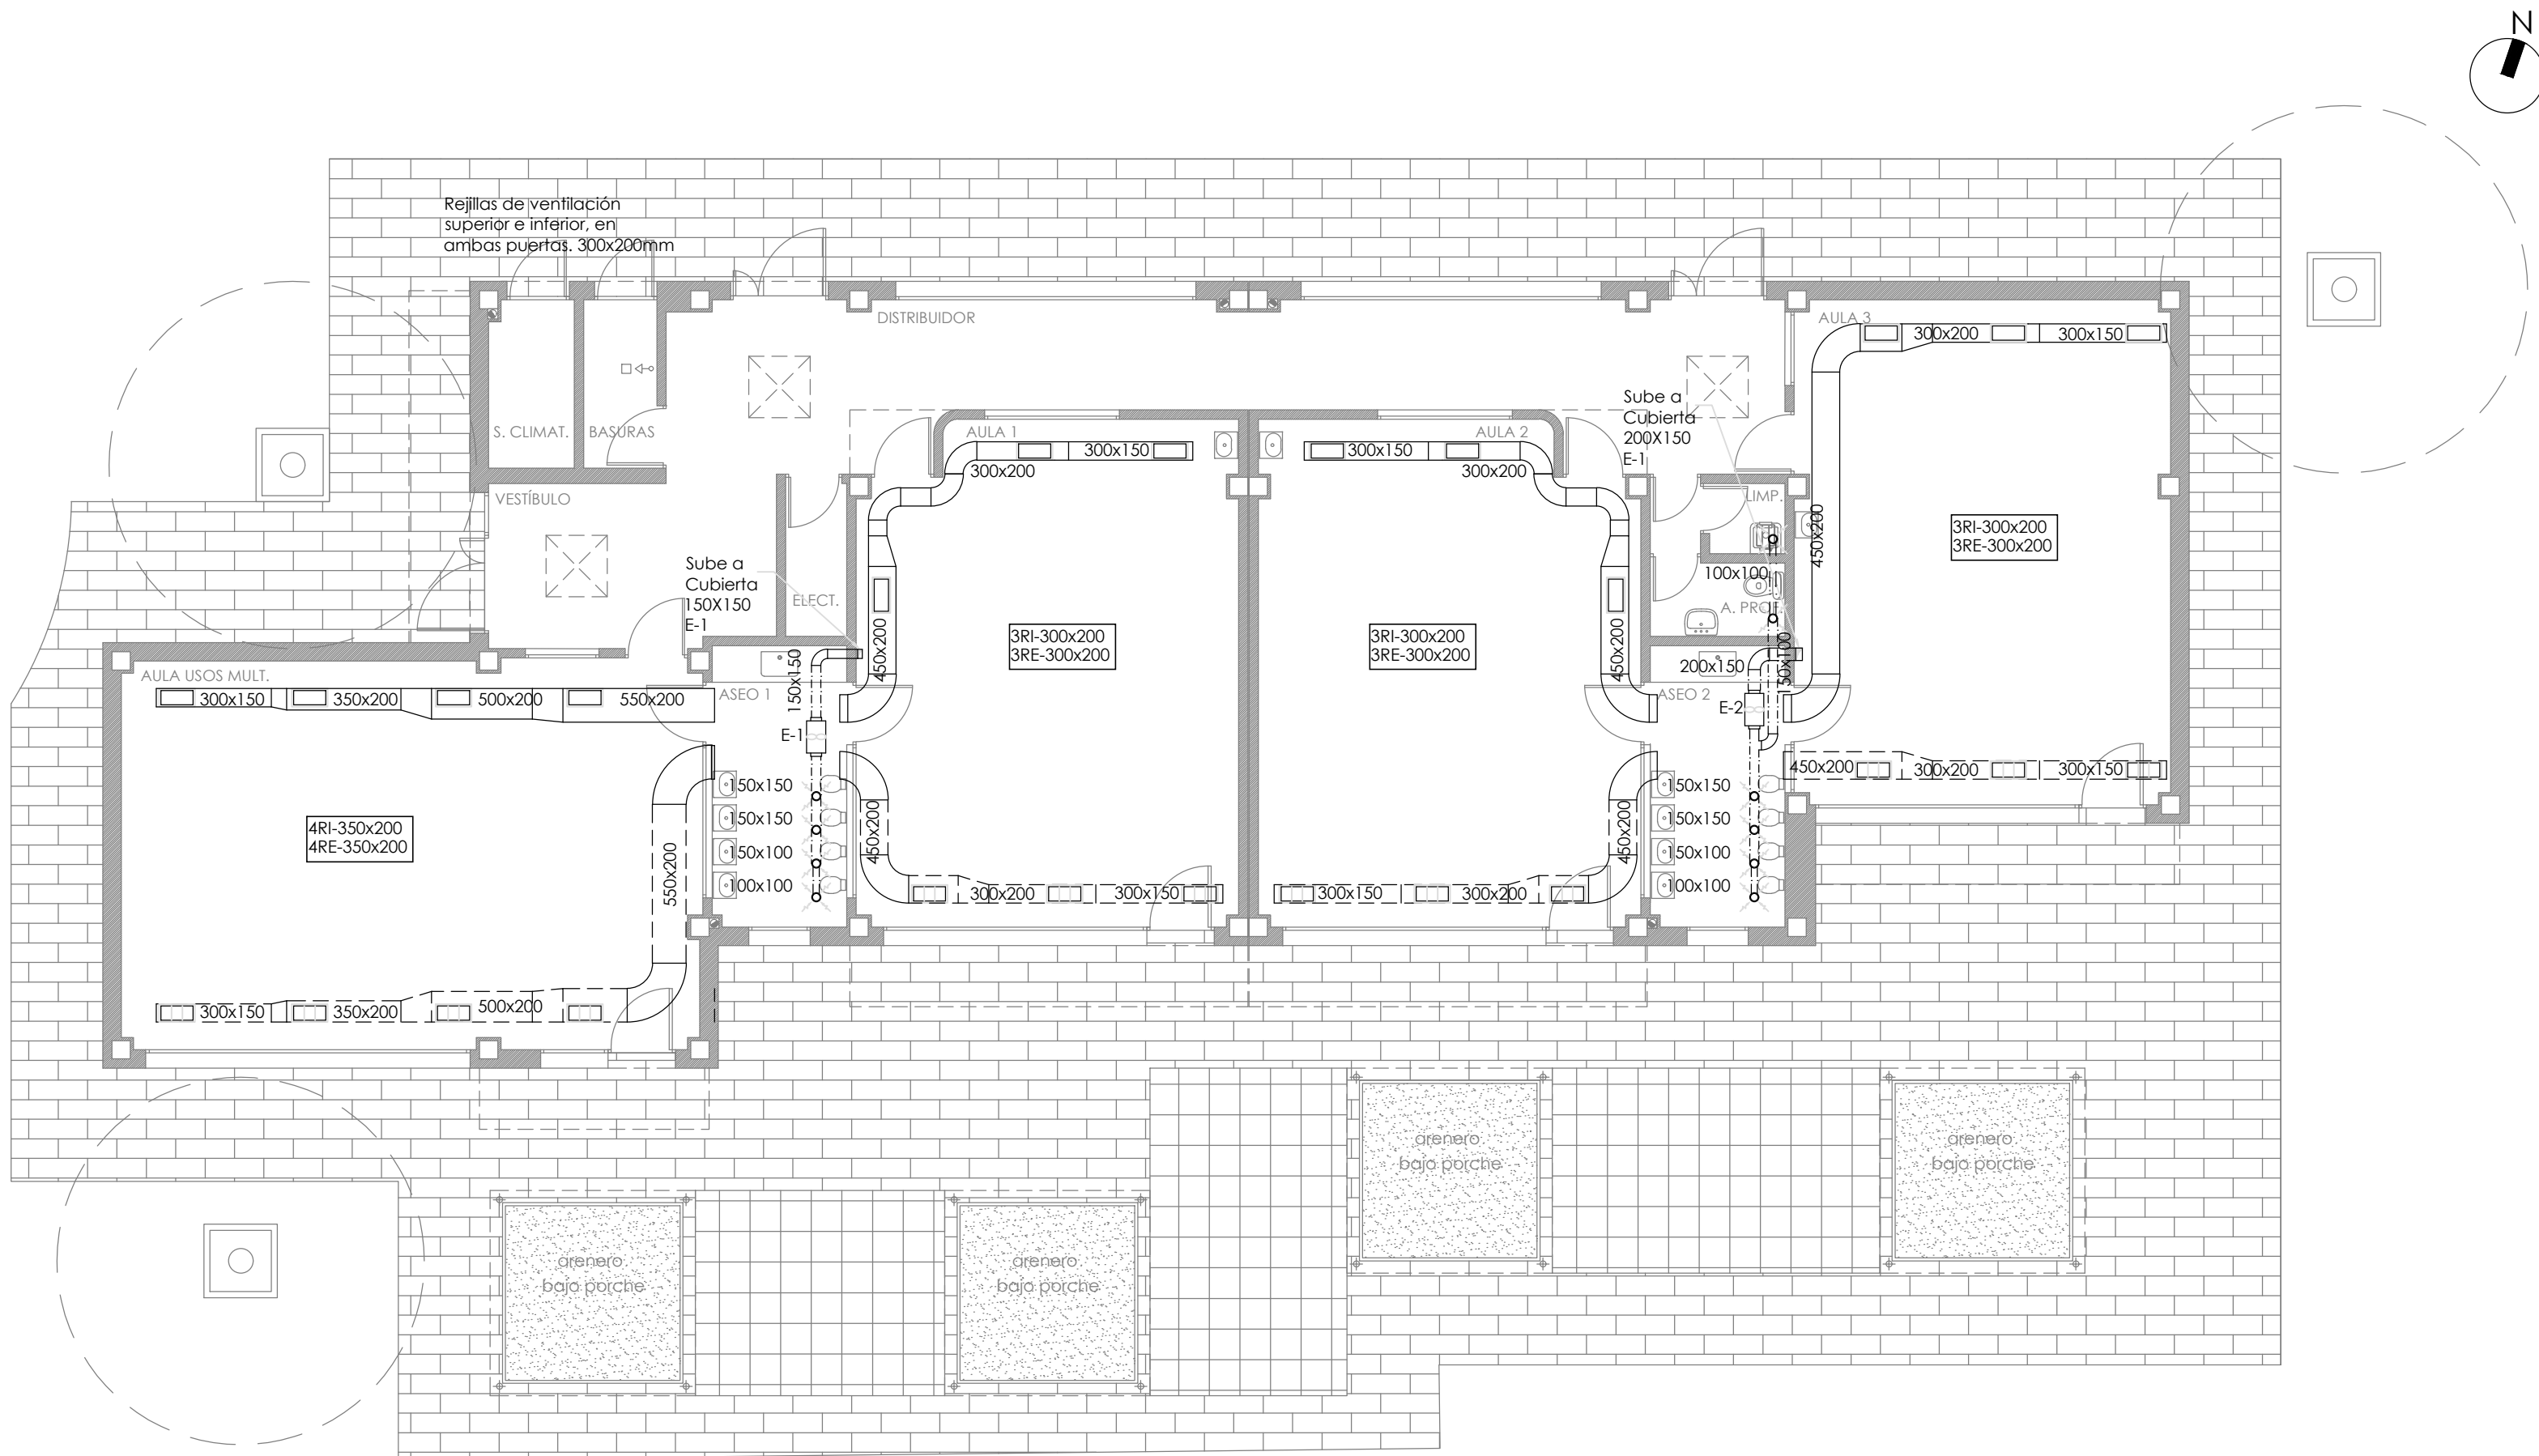 N
Rejillas de ventilación
superior e inferior, en
ambas puertas. 300x200mm
DISTRIBUIDOR
AULA 3
300x200
300x150
Sube a
Cubierta
200X150
E-1
S. CLIMAT.
BASURAS
AULA 1
300x150
300x200
AULA 2
300x150
300x200
VESTÍBULO
LIMP.
450x200
3RI-300x200
3RE-300x200
Sube a
Cubierta
150X150
E-1
ELECT.
100x100
A. PROF.
3RI-300x200
3RE-300x200
3RI-300x200
3RE-300x200
450x200
450x200
150x100
AULA USOS MULT.
300x150
350x200
500x200
550x200
ASEO 1
150x150
200x150
ASEO 2
E-1
E-2
150x150
150x150
150x100
100x100
150x150
150x150
150x100
100x100
450x200
300x200
300x150
4RI-350x200
4RE-350x200
550x200
450x200
450x200
300x200
300x150
300x150
300x200
300x150
350x200
500x200
arenero
bajo porche
arenero
bajo porche
arenero
bajo porche
arenero
bajo porche